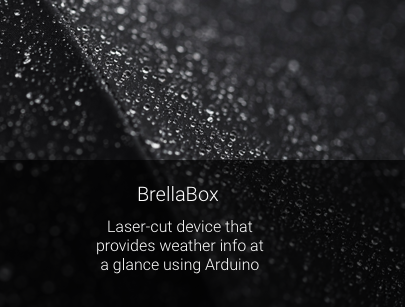 BrellaBox
Laser-cut device that
provides weather info at
a glance using Arduino